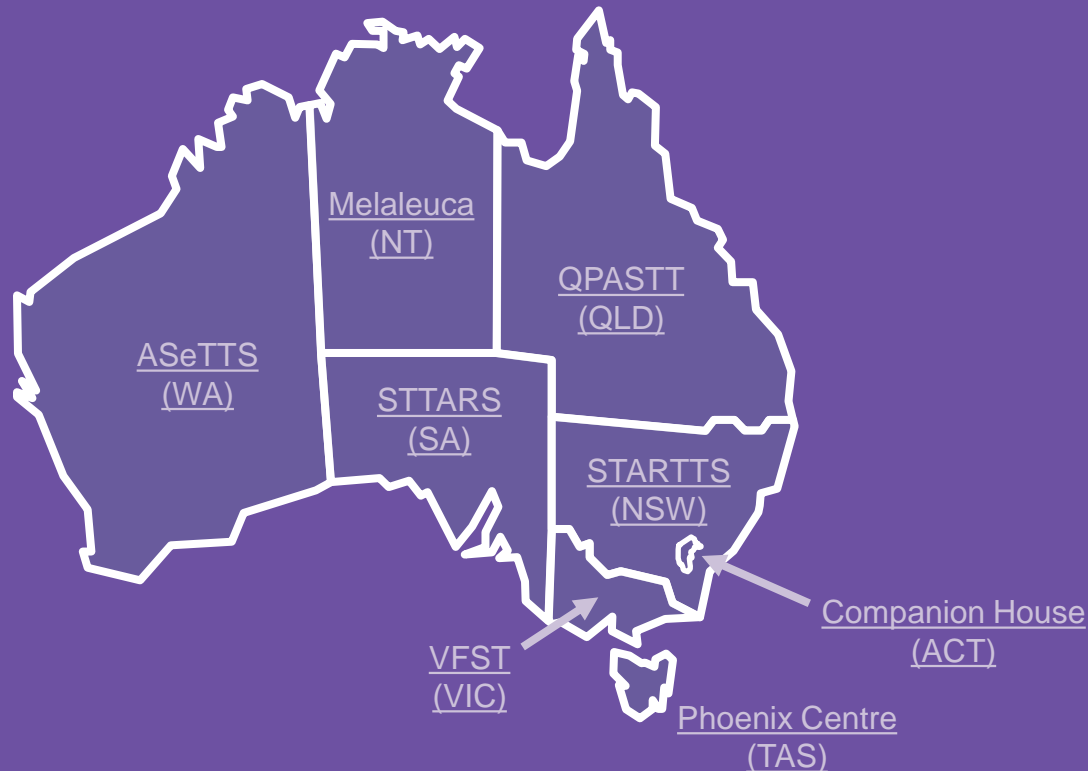 Melaleuca
(NT)
QPASTT
(QLD)
ASeTTS
(WA)
STTARS
(SA)
STARTTS
(NSW)
Companion House
(ACT)
VFST
(VIC)
Phoenix Centre
(TAS)